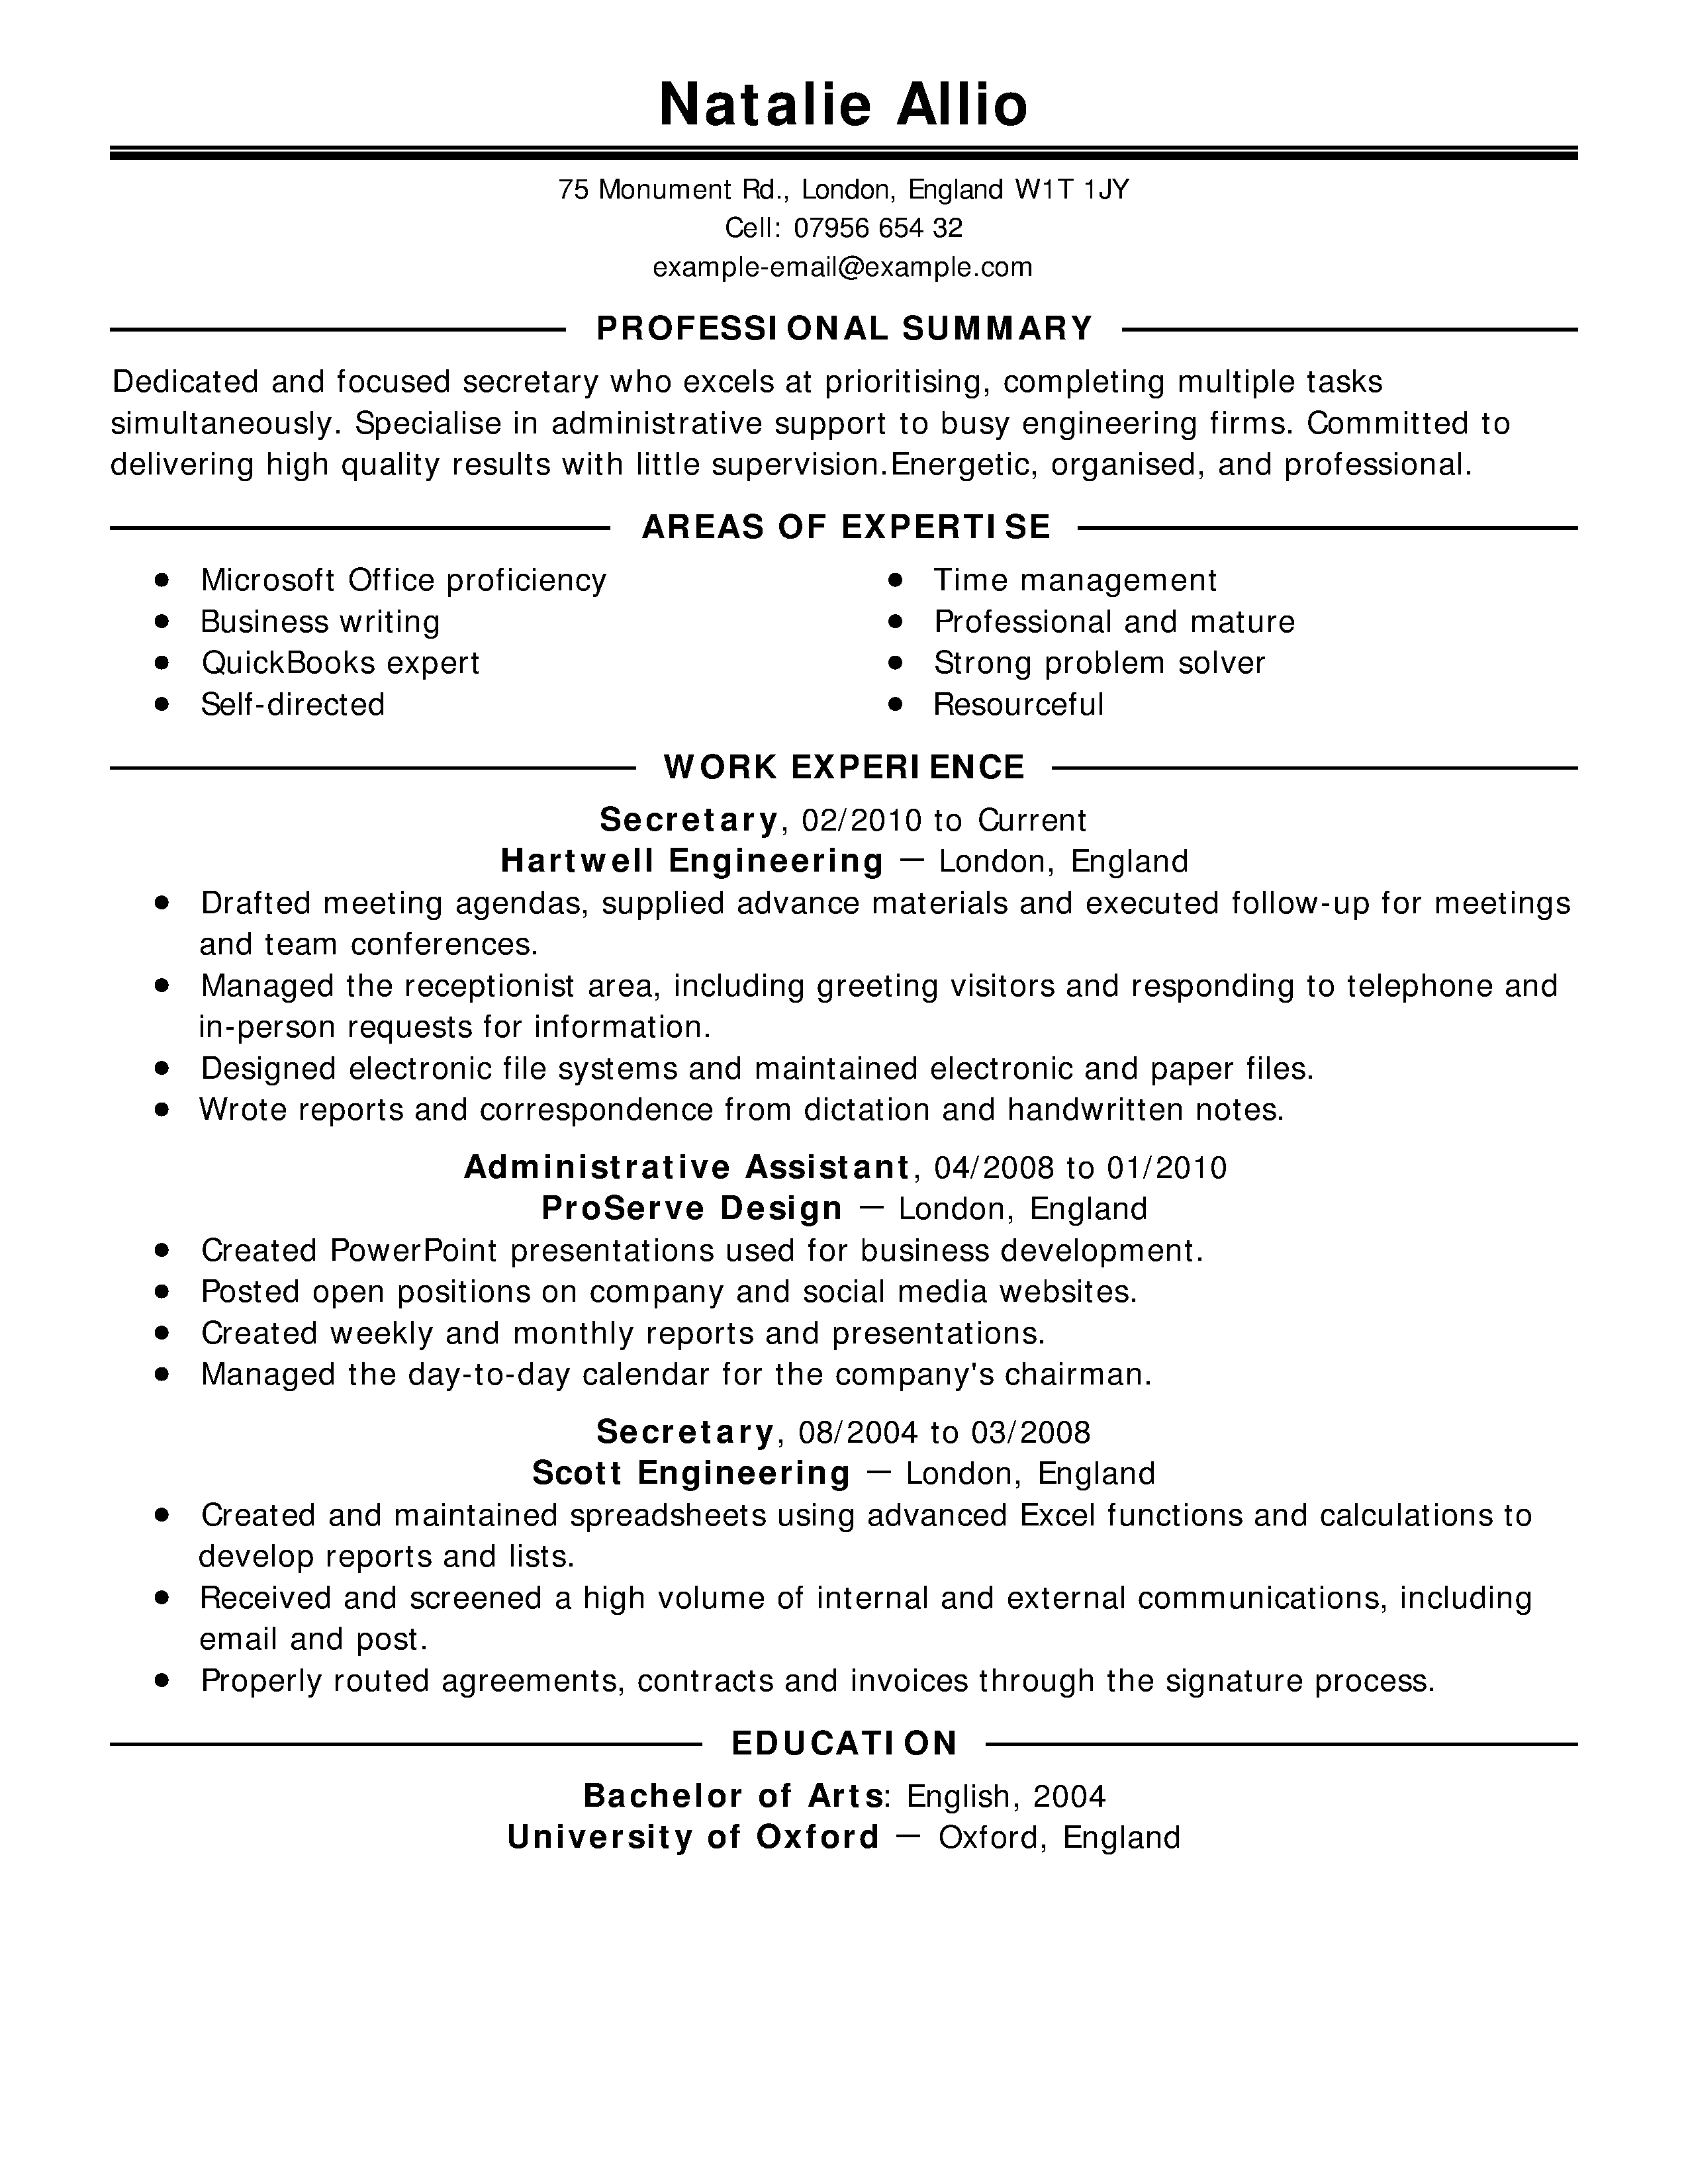 Natalie Allio
75 Monument Rd., London, England W1T 1JY
Cell: 07956 654 32
example-email@example.com
PROFESSIONAL SUMMARY
Dedicated and focused secretary who excels at prioritising, completing multiple tasks
simultaneously. Specialise in administrative support to busy engineering firms. Committed to
delivering high quality results with little supervision.Energetic, organised, and professional.
AREAS OF EXPERTISE
• Microsoft Office proficiency
• Business writing
• QuickBooks expert
• Self-directed
• Time management
• Professional and mature
• Strong problem solver
• Resourceful
WORK EXPERIENCE
Secretary, 02/2010 to Current
Hartwell Engineering — London, England
• Drafted meeting agendas, supplied advance materials and executed follow-up for meetings
and team conferences.
• Managed the receptionist area, including greeting visitors and responding to telephone and
in-person requests for information.
• Designed electronic file systems and maintained electronic and paper files.
• Wrote reports and correspondence from dictation and handwritten notes.
Administrative Assistant, 04/2008 to 01/2010
ProServe Design — London, England
• Created PowerPoint presentations used for business development.
• Posted open positions on company and social media websites.
• Created weekly and monthly reports and presentations.
• Managed the day-to-day calendar for the company's chairman.
Secretary, 08/2004 to 03/2008
Scott Engineering — London, England
• Created and maintained spreadsheets using advanced Excel functions and calculations to
develop reports and lists.
• Received and screened a high volume of internal and external communications, including
email and post.
• Properly routed agreements, contracts and invoices through the signature process.
EDUCATION
Bachelor of Arts: English, 2004
University of Oxford — Oxford, England